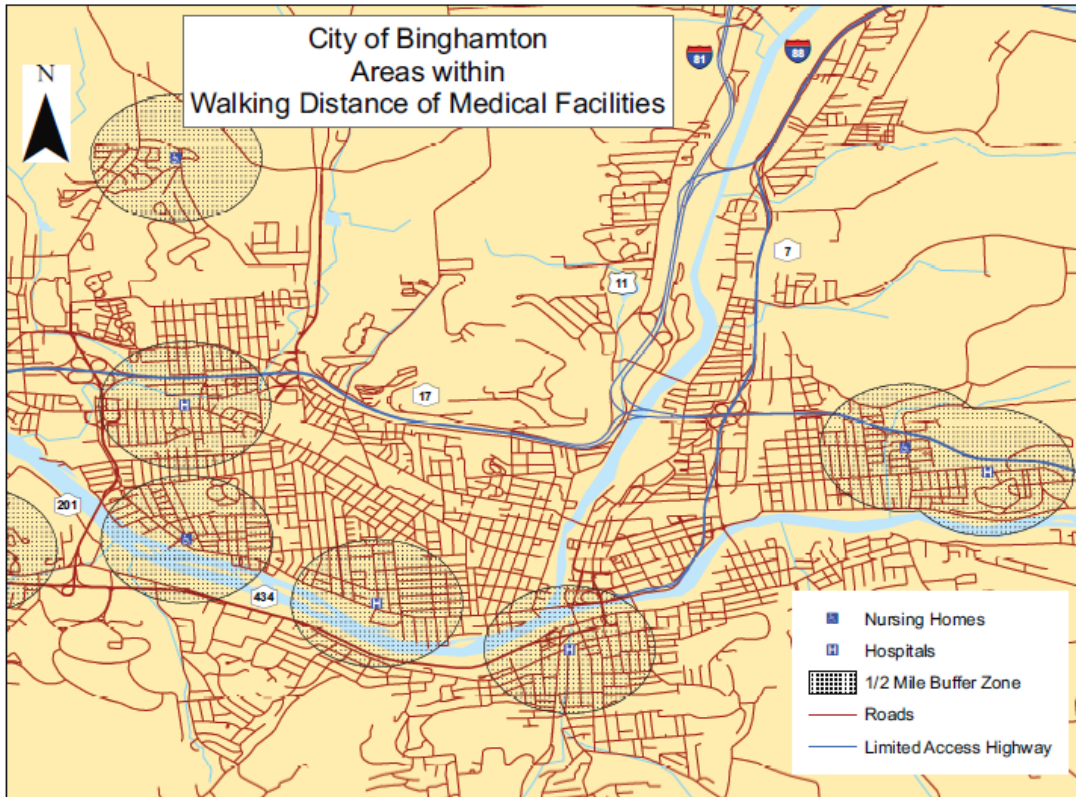 City of Binghamton
Areas within
Walking Distance of Medical Facilities
N
81
88
7
11
17
H
201
H
434
H
H
Nursing Homes
H Hospitals
1/2 Mile Buffer Zone
Roads
Limited Access Highway